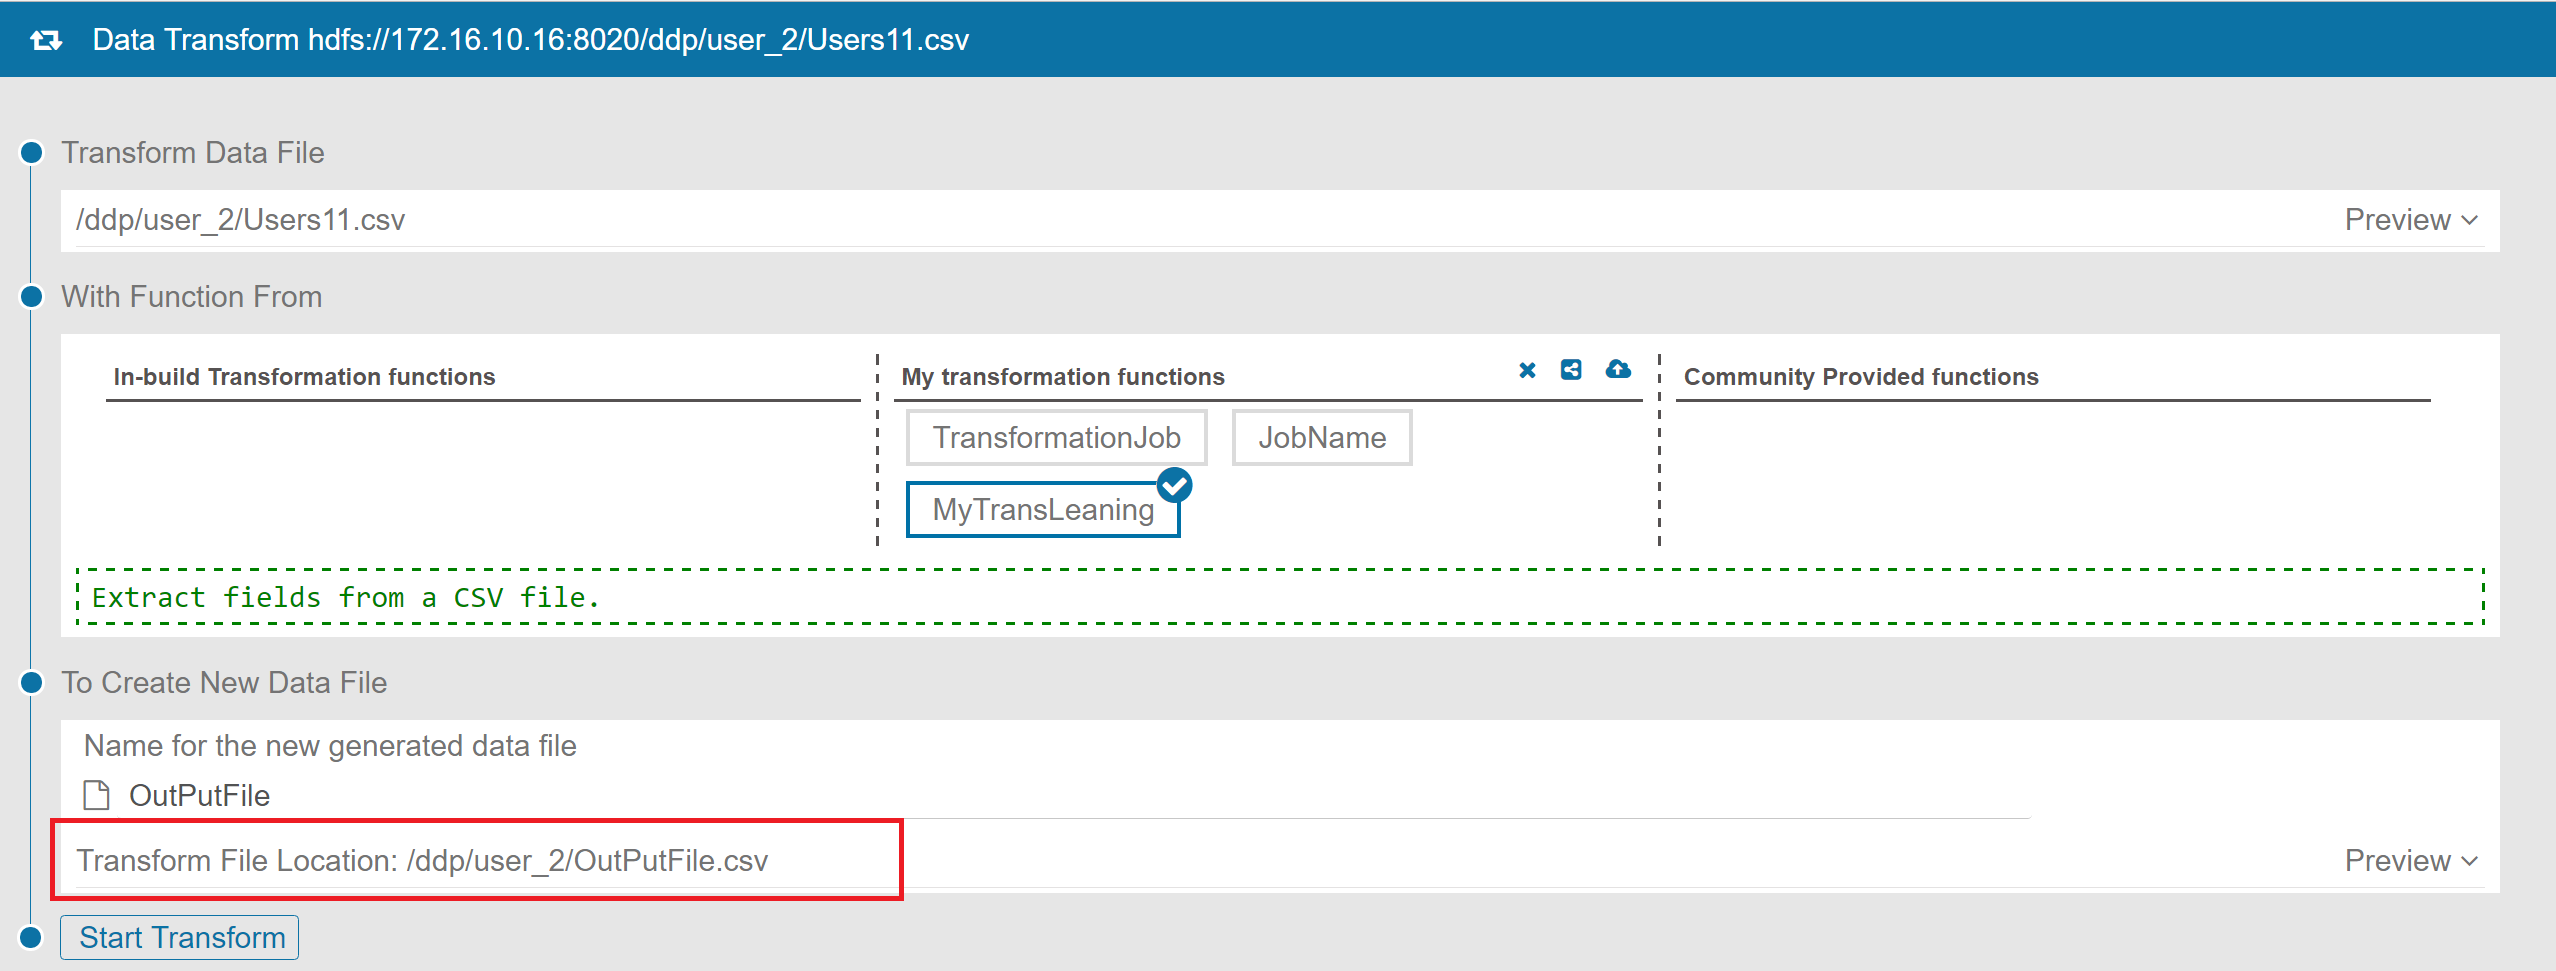 Data Transform hdfs://172.16.10.16:8020/ddp/user_2/Users11.csv
Transform Data File
/ddp/user_2/Users11.csv
Preview
With Function From
In-build Transformation functions
My transformation functions
TransformationJob
JobName
MyTransLeaning
Community Provided functions
Extract fields from a CSV file.
To Create New Data File
Name for the new generated data file
OutPutFile
Transform File Location: /ddp/user_2/OutPutFile.csv
Preview
Start Transform